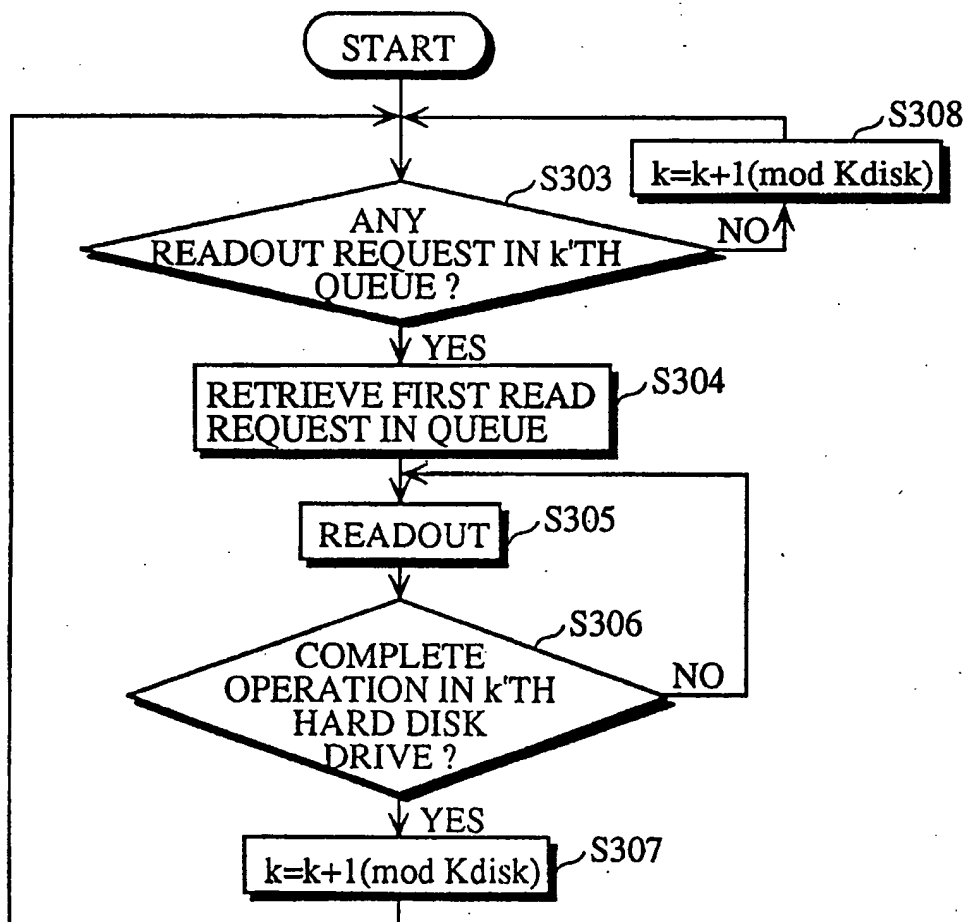 START
S308
k=k+1(mod Kdisk)
S303
ANY
READOUT REQUEST IN k'TH
QUEUE ?
NO
YES
S304
RETRIEVE FIRST READ
REQUEST IN QUEUE
READOUT
S305
S306
COMPLETE
OPERATION IN k'TH
HARD DISK
DRIVE ?
NO
YES
S307
k=k+1(mod Kdisk)